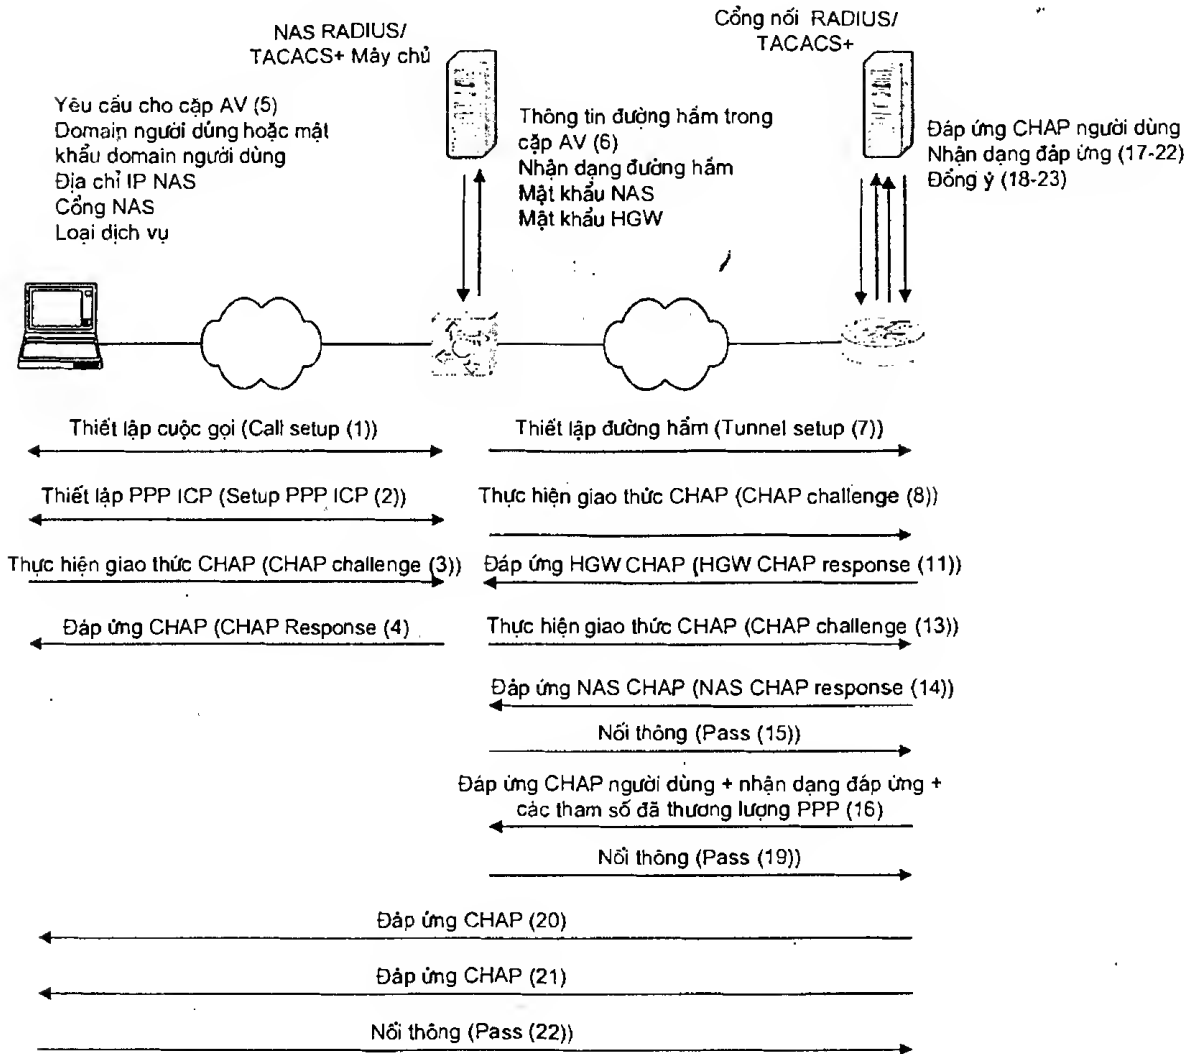 NAS RADIUS/
TACACS+ Mảy chủ
Cổng nối RADIUS/
TACACS+
Yêu cầu cho cặp AV (5)
Domain người dùng hoặc mật
khẩu domain người dùng
Địa chỉ IP NAS
Cổng NAS
Loại dịch vụ
Thông tin đường hầm trong
cặp AV (6)
Nhận dạng đường hầm
Mật khẩu NAS
Mật khẩu HGW
Đáp ứng CHAP người dùng
Nhận dạng đáp ứng (17-22)
Đồng ý (18-23)
Thiết lập cuộc gọi (Call setup (1))
Thiết lập đường hầm (Tunnel setup (7))
Thiết lập PPP ICP (Setup PPP ICP (2))
Thực hiện giao thức CHAP (CHAP challenge (8))
Thực hiện giao thức CHAP (CHAP challenge (3))
Đáp ứng HGW CHAP (HGW CHAP response (11))
Đáp ứng CHAP (CHAP Response (4)
Thực hiện giao thức CHAP (CHAP challenge (13))
Đáp ứng NAS CHAP (NAS CHAP response (14))
Nối thông (Pass (15))
Đáp ứng CHAP người dùng + nhận dạng đáp ứng +
các tham số đã thương lượng PPP (16)
Nối thông (Pass (19))
Đáp ứng CHAP (20)
Đáp ứng CHAP (21)
Nối thông (Pass (22))